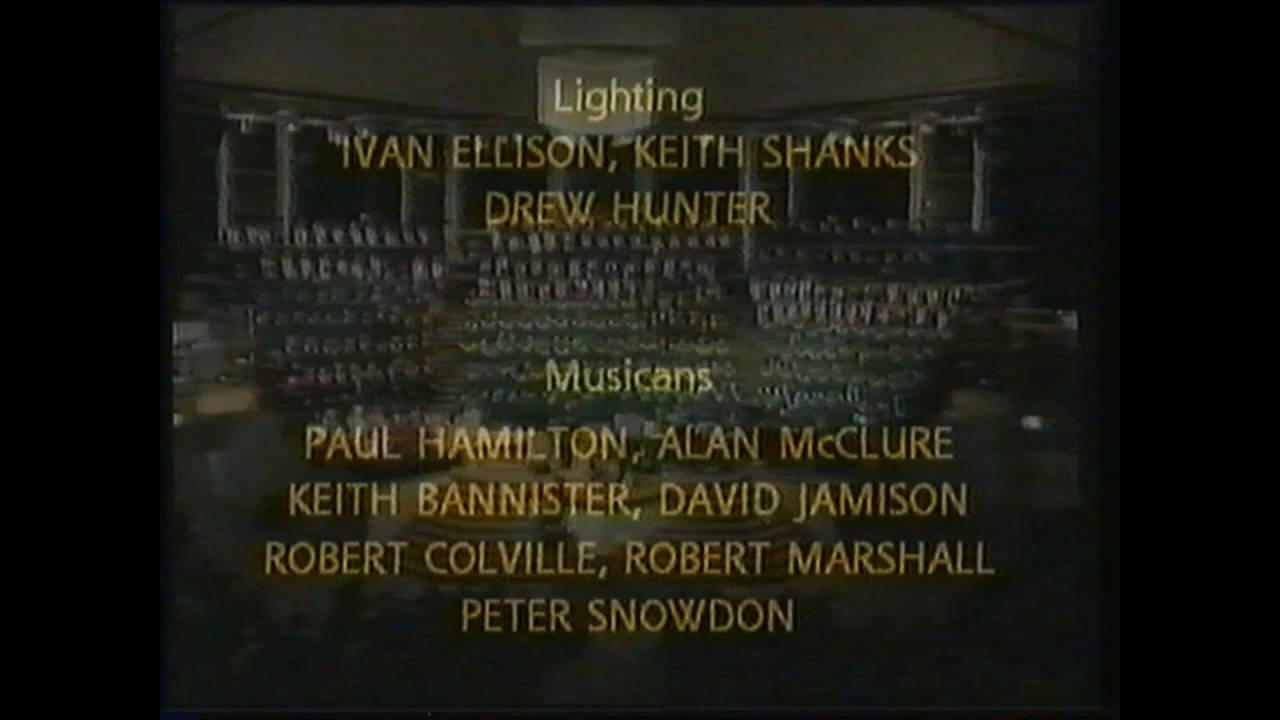 Lighting
IVAN ELLISON, KEITH SHANKS
DREW HUNTER
Musicans
PAUL HAMILTON, ALAN McCLURE
KEITH BANNISTER, DAVID JAMISON
ROBERT COLVILLE, ROBERT MARSHALL
PETER SNOWDON